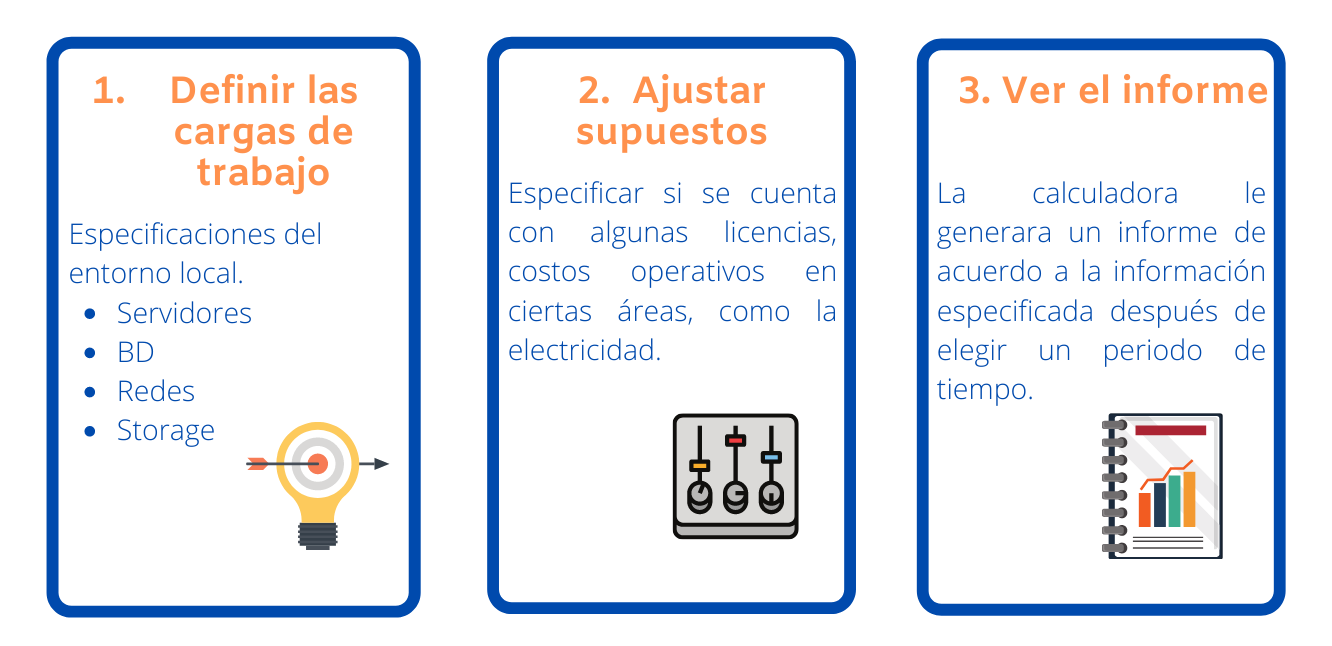 1. Definir las
cargas de
trabajo
Especificaciones del
entorno local.
• Servidores
• BD
• Redes
• Storage
2. Ajustar
supuestos
Especificar si se cuenta
con algunas licencias,
costos operativos en
ciertas áreas, como la
electricidad.
3. Ver el informe
La calculadora le
generara un informe de
acuerdo a la información
especificada después de
elegir un periodo de
tiempo.